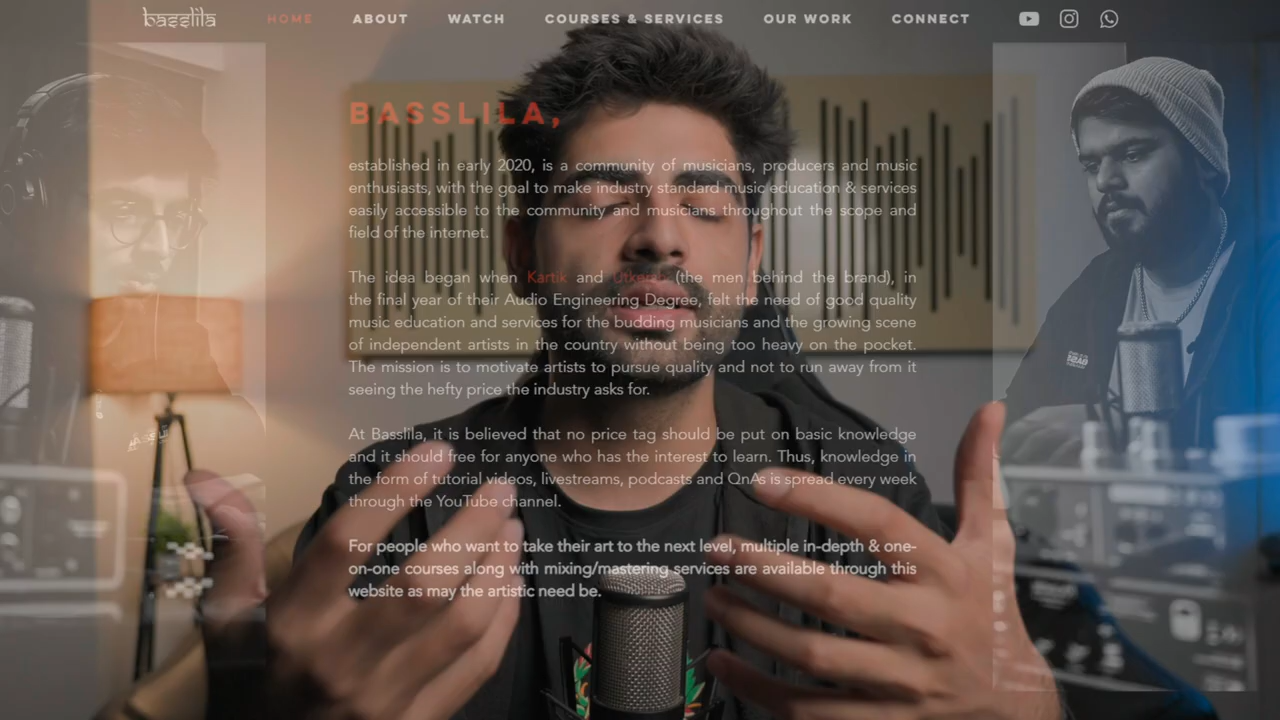 basslila
HOME ABOUT WATCH COURSES & SERVICES OUR WORK CONNECT
BASSLILA,
established in early 2020, is a community of musicians, producers and music
enthusiasts, with the goal to make industry standard music education & services
easily accessible to the community and musicians throughout the scope and
field of the internet.
The idea began when Kartik and Utkarsh (the men behind the brand), in
the final year of their Audio Engineering Degree, felt the need of good quality
music education and services for the budding musicians and the growing scene
of independent artists in the country without being too heavy on the pocket.
The mission is to motivate artists to pursue quality and not to run away from it
seeing the hefty price the industry asks for.
At Basslila, it is believed that no price tag should be put on basic knowledge
and it should free for anyone who has the interest to learn. Thus, knowledge in
the form of tutorial videos, livestreams, podcasts and QnAs is spread every week
through the YouTube channel.
For people who want to take their art to the next level, multiple in-depth & one-
on-one courses along with mixing/mastering services are available through this
website as may the artistic need be.